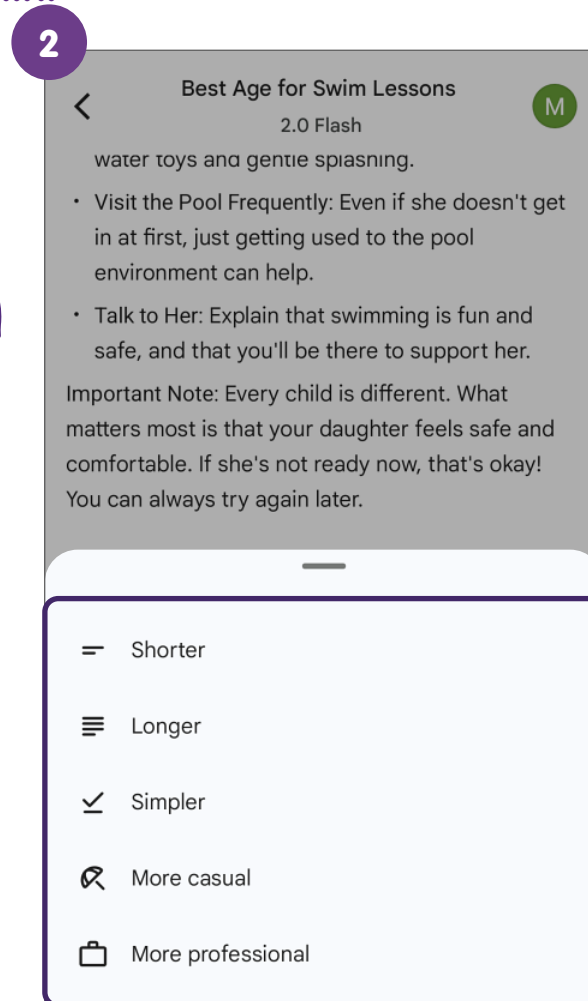 2
Best Age for Swim Lessons
M
2.0 Flash
water toys and gentle splashing.
• Visit the Pool Frequently: Even if she doesn't get
in at first, just getting used to the pool
environment can help.
• Talk to Her: Explain that swimming is fun and
safe, and that you'll be there to support her.
Important Note: Every child is different. What
matters most is that your daughter feels safe and
comfortable. If she's not ready now, that's okay!
You can always try again later.
Shorter
Longer
Simpler
More casual
More professional